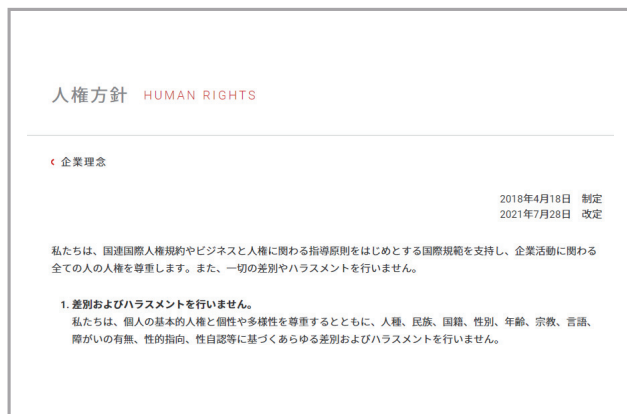 人権方針 HUMAN RIGHTS
企業理念
2018年4月18日 制定
2021年7月28日 改定
私たちは、国連国際人権規約やビジネスと人権に関わる指導原則をはじめとする国際規範を支持し、企業活動に関わる
全ての人の人権を尊重します。また、一切の差別やハラスメントを行いません。
1. 差別およびハラスメントを行いません。
私たちは、個人の基本的人権と個性や多様性を尊重するとともに、人種、民族、国籍、性別、年齢、宗教、言語、
障がいの有無、性的指向、性自認等に基づくあらゆる差別およびハラスメントを行いません。